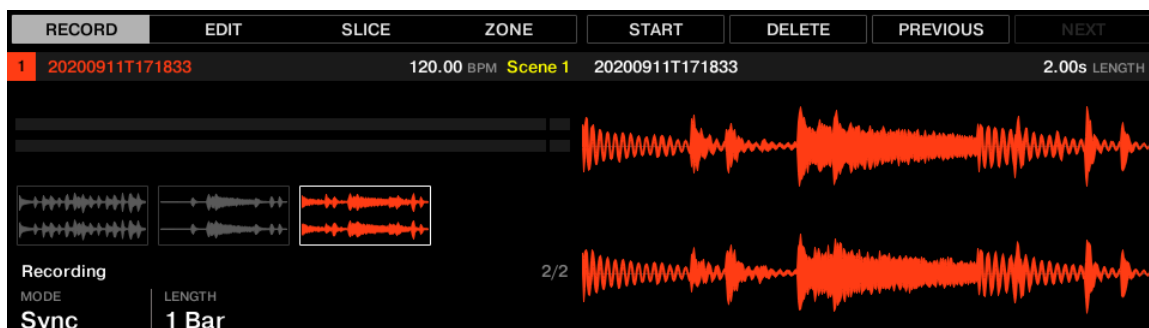 RECORD EDIT SLICE ZONE START DELETE PREVIOUS NEXT
1 20200911T171833 120.00 BPM Scene 1 20200911T171833 2.00s LENGTH
Recording 2/2
MODE LENGTH
Sync 1 Bar